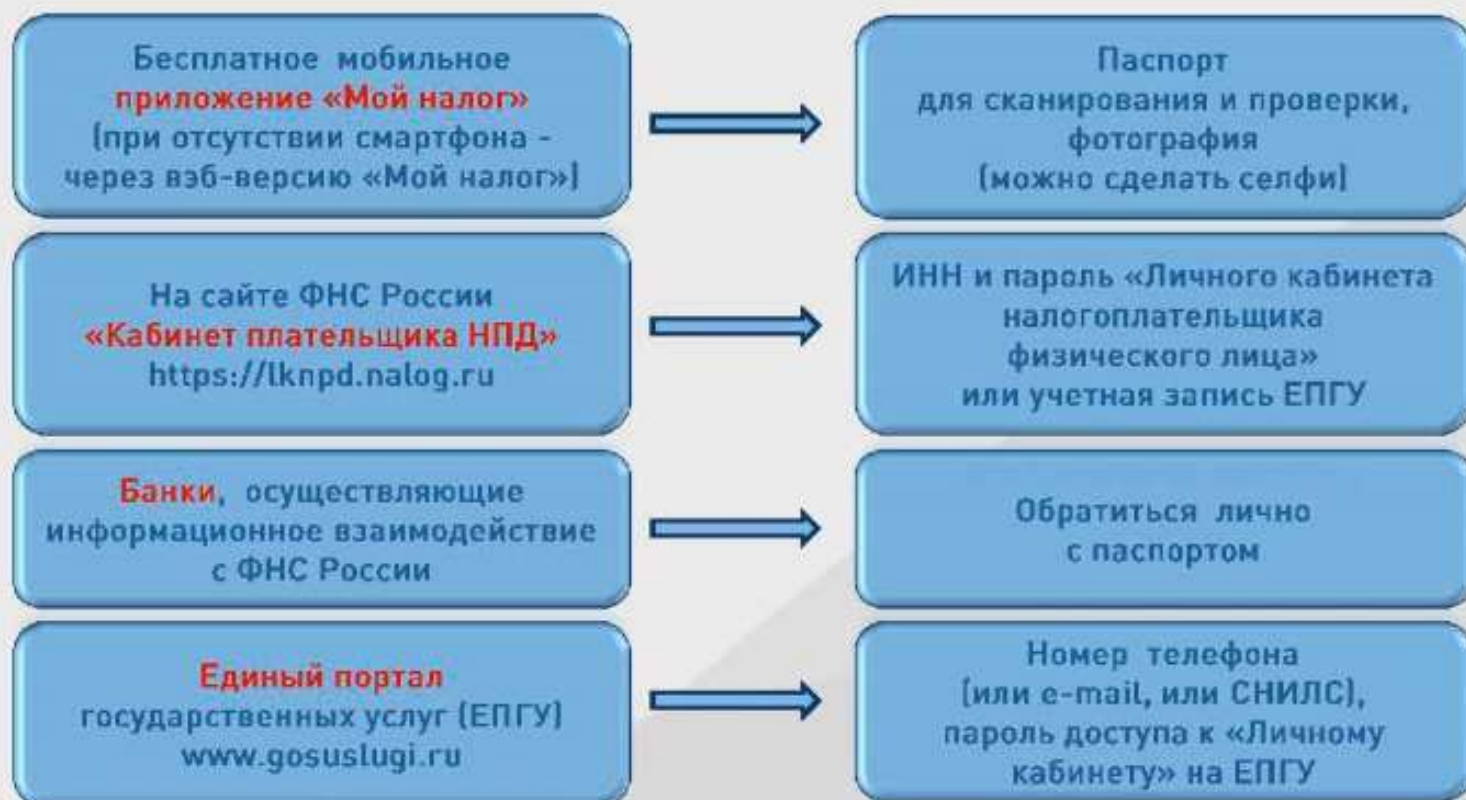 Бесплатное мобильное
приложение «Мой налог»
(при отсутствии смартфона -
через вэб-версию «Мой налог»)
Паспорт
для сканирования и проверки,
фотография
(можно сделать селфи)
На сайте ФНС России
«Кабинет плательщика НПД»
https://lknpd.nalog.ru
ИНН и пароль «Личного кабинета
налогоплательщика
физического лица»
или учетная запись ЕПГУ
Банки, осуществляющие
информационное взаимодействие
с ФНС России
Обратиться лично
с паспортом
Единый портал
государственных услуг (ЕПГУ)
www.gosuslugi.ru
Номер телефона
(или e-mail, или СНИЛС),
пароль доступа к «Личному
кабинету» на ЕПГУ